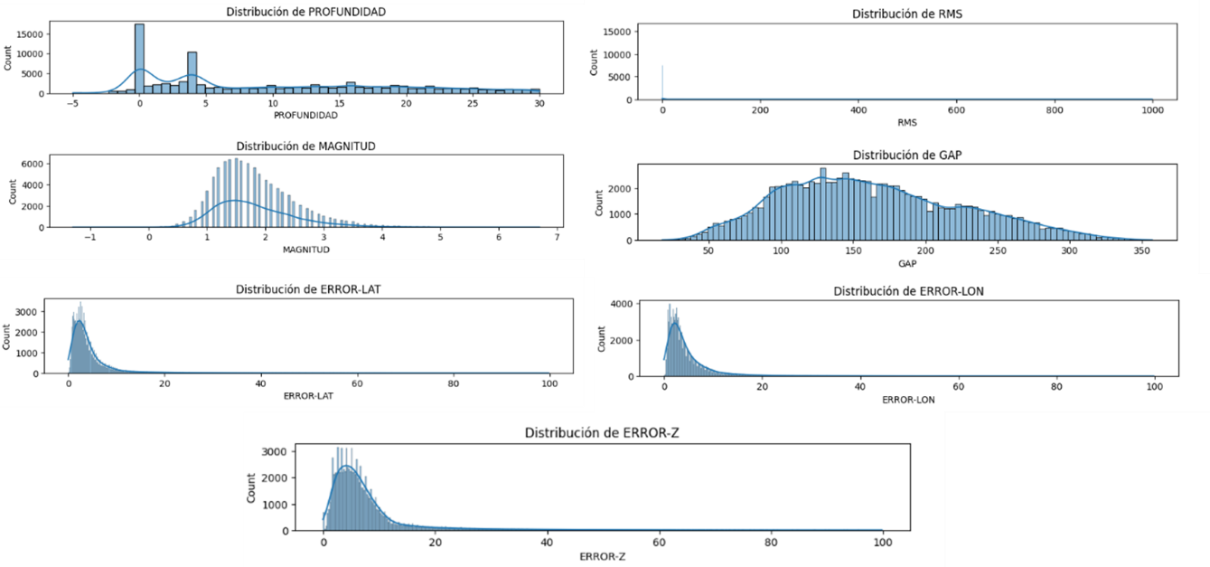 Distribución de PROFUNDIDAD
Count
15000
10000
5000
0
−5 0 5 10 15 20 25 30
PROFUNDIDAD
Distribución de RMS
Count
15000
10000
5000
0
0 200 400 600 800 1000
RMS
Distribución de MAGNITUD
Count
6000
4000
2000
0
−1 0 1 2 3 4 5 6 7
MAGNITUD
Distribución de GAP
Count
2000
1000
0
50 100 150 200 250 300 350
GAP
Distribución de ERROR-LAT
Count
3000
2000
1000
0
0 20 40 60 80 100
ERROR-LAT
Distribución de ERROR-LON
Count
4000
2000
0
0 20 40 60 80 100
ERROR-LON
Distribución de ERROR-Z
Count
3000
2000
1000
0
0 20 40 60 80 100
ERROR-Z